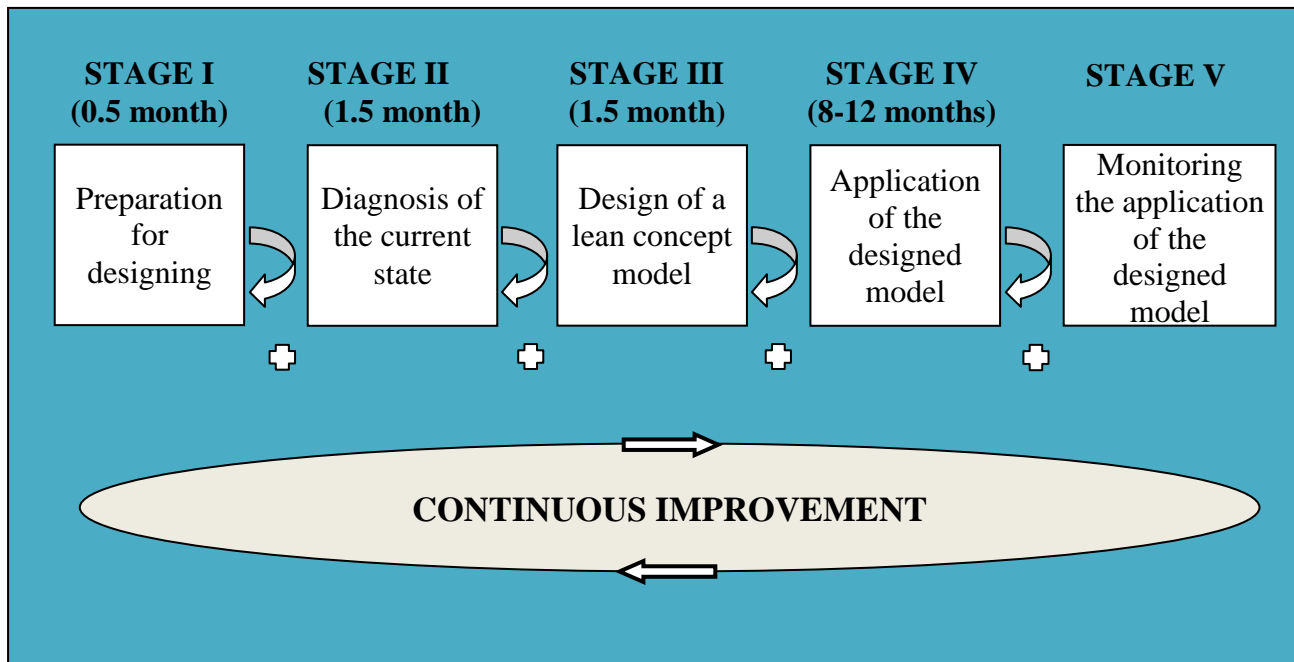 STAGE I
(0.5 month)
STAGE II
(1.5 month)
STAGE III
(1.5 month)
STAGE IV
(8-12 months)
STAGE V
Preparation
for
designing
Diagnosis of
the current
state
Design of a
lean concept
model
Application
of the
designed
model
Monitoring
the application
of the
designed
model
CONTINUOUS IMPROVEMENT